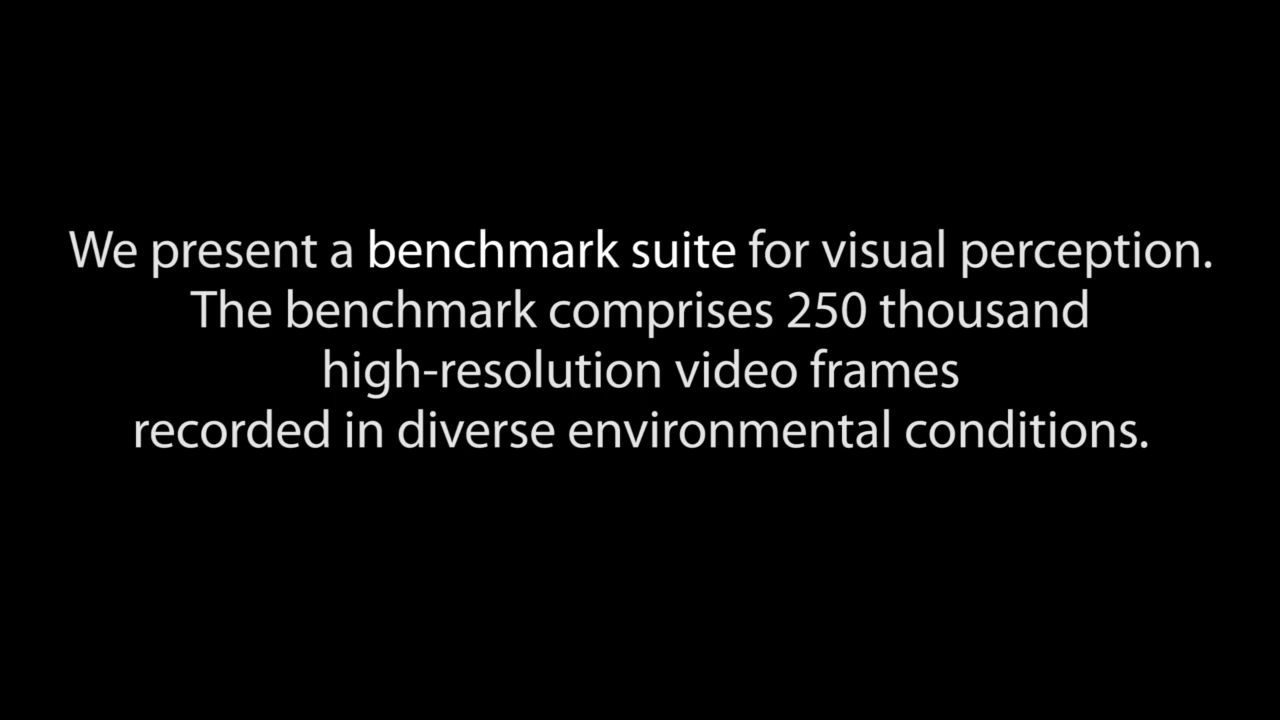 We present a benchmark suite for visual perception.
The benchmark comprises 250 thousand
high-resolution video frames
recorded in diverse environmental conditions.